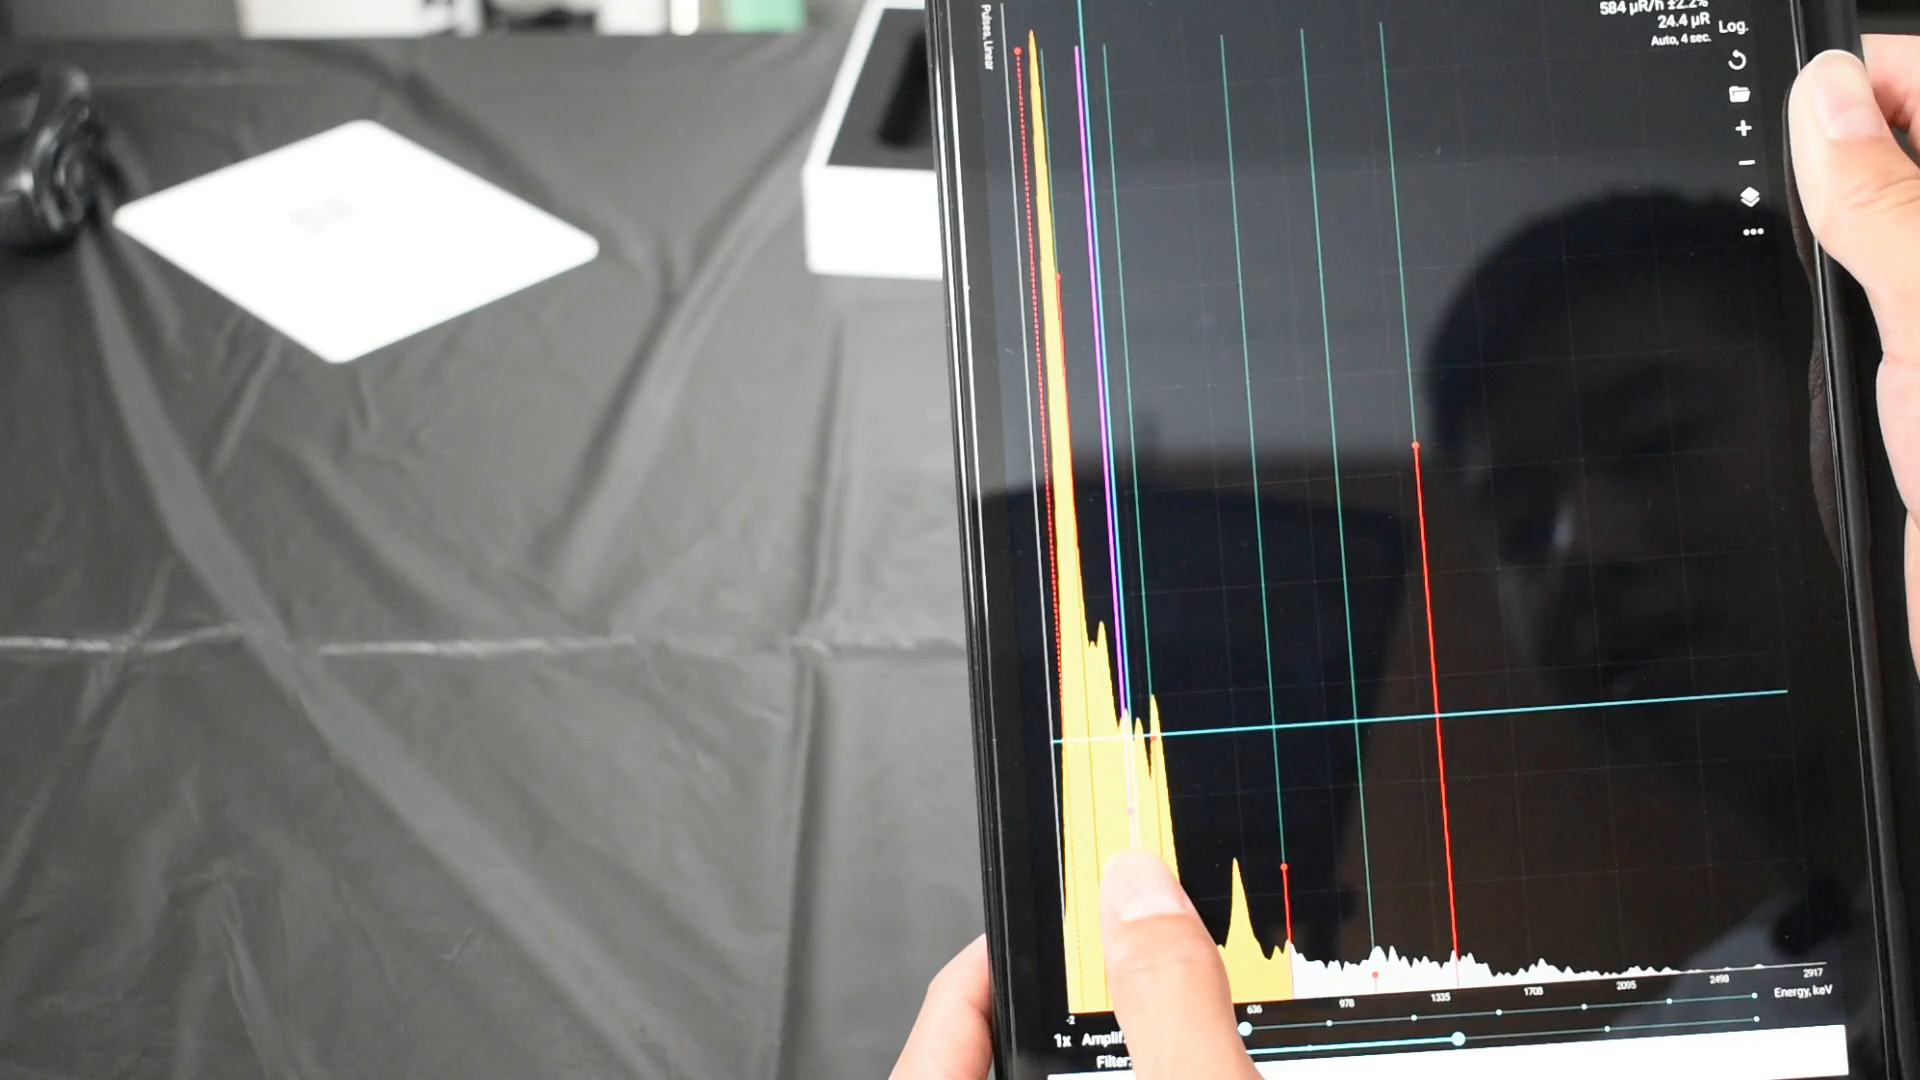 584 µR/h ±2.2%
24.4 µR
Auto, 4 sec.
Log.
Pulses, Linear
-2
636
978
1335
1708
2095
2498
2917
Energy, keV
1x
Amplif
Filter